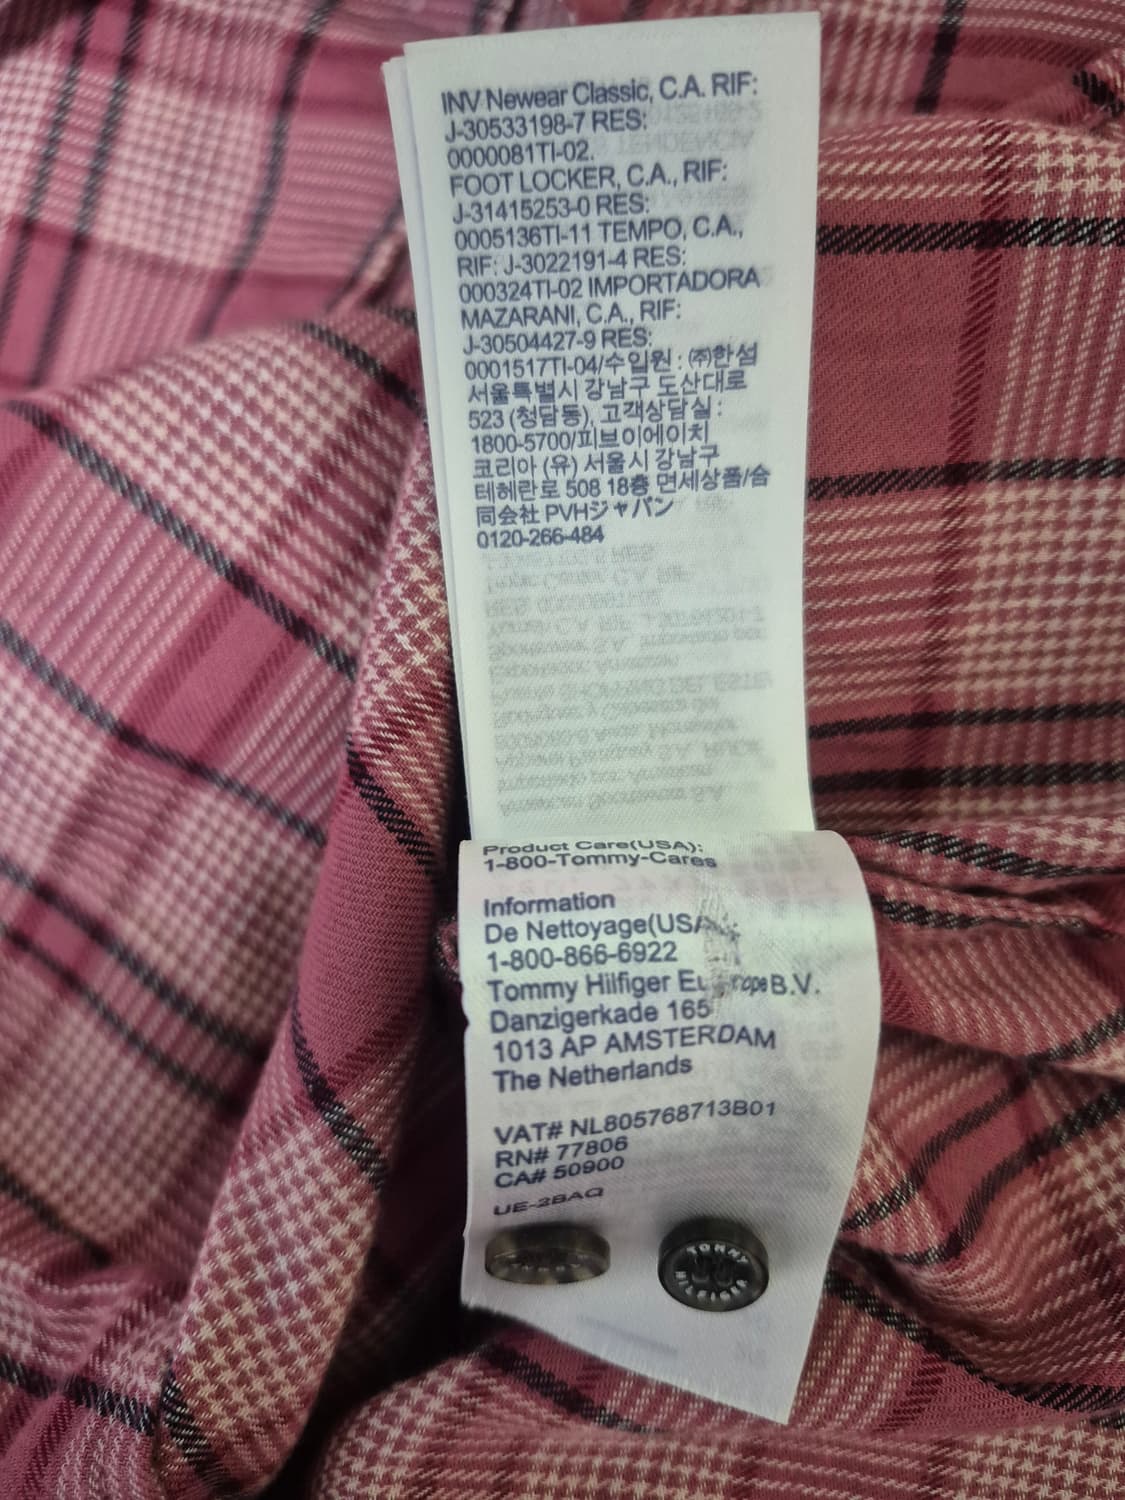 INV Newear Classic, C.A. RIF:
J-30533198-7 RES:
0000081TI-02.
FOOT LOCKER, C.A., RIF:
J-31415253-0 RES:
0005136TI-11 TEMPO, C.A.,
RIF: J-3022191-4 RES:
000324TI-02 IMPORTADORA
MAZARANI, C.A., RIF:
J-30504427-9 RES:
0001517TI-04/수입원 : ㈜한섬
서울특별시 강남구 도산대로
523 (청담동), 고객상담실 :
1800-5700/피브이에이치
코리아 (유) 서울시 강남구
테헤란로 508 18층 면세상품/合
同会社 PVHジャパン
0120-266-484
Product Care(USA):
1-800-Tommy-Cares
Information
De Nettoyage(USA
1-800-866-6922
Tommy Hilfiger Europe B.V.
Danzigerkade 165
1013 AP AMSTERDAM
The Netherlands
VAT# NL805768713B01
RN# 77806
CA# 50900
UE-2BAQ
TOMMY
HILFIGER